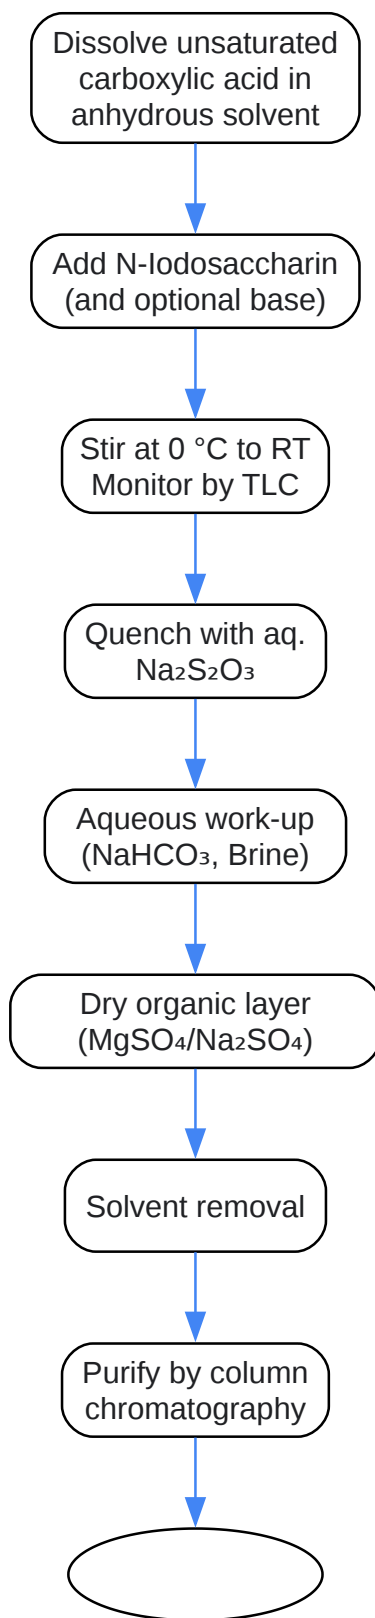 Dissolve unsaturated
carboxylic acid in
anhydrous solvent
Add N-Iodosaccharin
(and optional base)
Stir at 0 °C to RT
Monitor by TLC
Quench with aq.
Na₂S₂O₃
Aqueous work-up
(NaHCO₃, Brine)
Dry organic layer
(MgSO₄/Na₂SO₄)
Solvent removal
Purify by column
chromatography